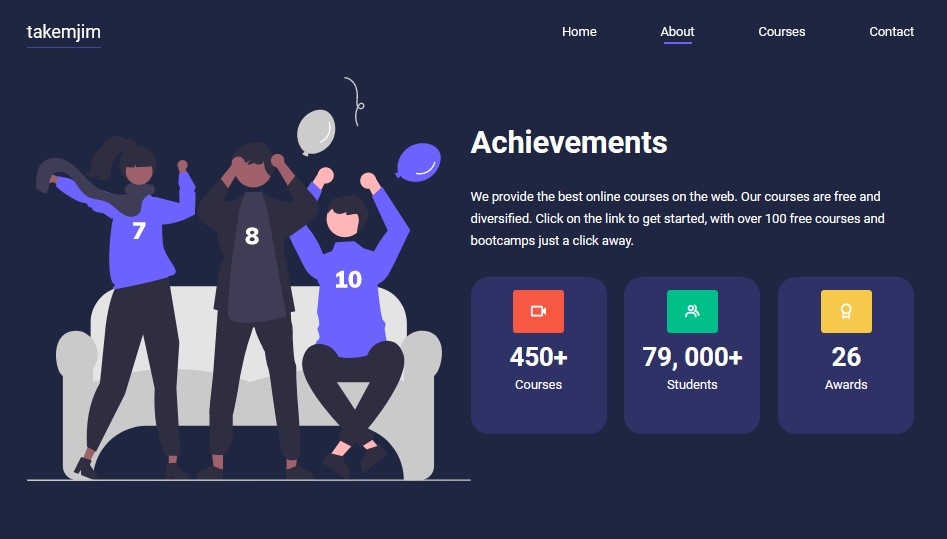 takemjim
Home
About
Courses
Contact
Achievements
We provide the best online courses on the web. Our courses are free and
diversified. Click on the link to get started, with over 100 free courses and
bootcamps just a click away.
7
8
10
450+
Courses
79, 000+
Students
26
Awards